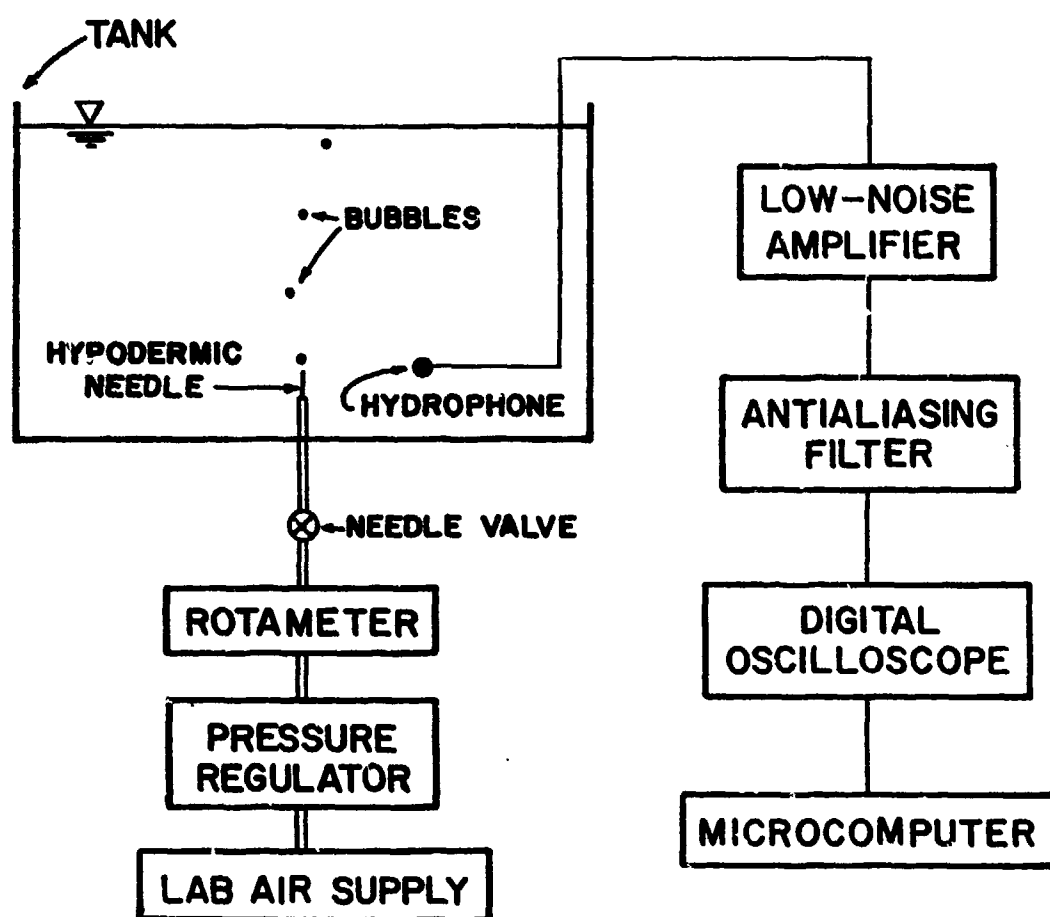 TANK
BUBBLES
HYPODERMIC
NEEDLE
HYDROPHONE
NEEDLE VALVE
ROTAMETER
PRESSURE
REGULATOR
LAB AIR SUPPLY
LOW-NOISE
AMPLIFIER
ANTIALIASING
FILTER
DIGITAL
OSCILLOSCOPE
MICROCOMPUTER